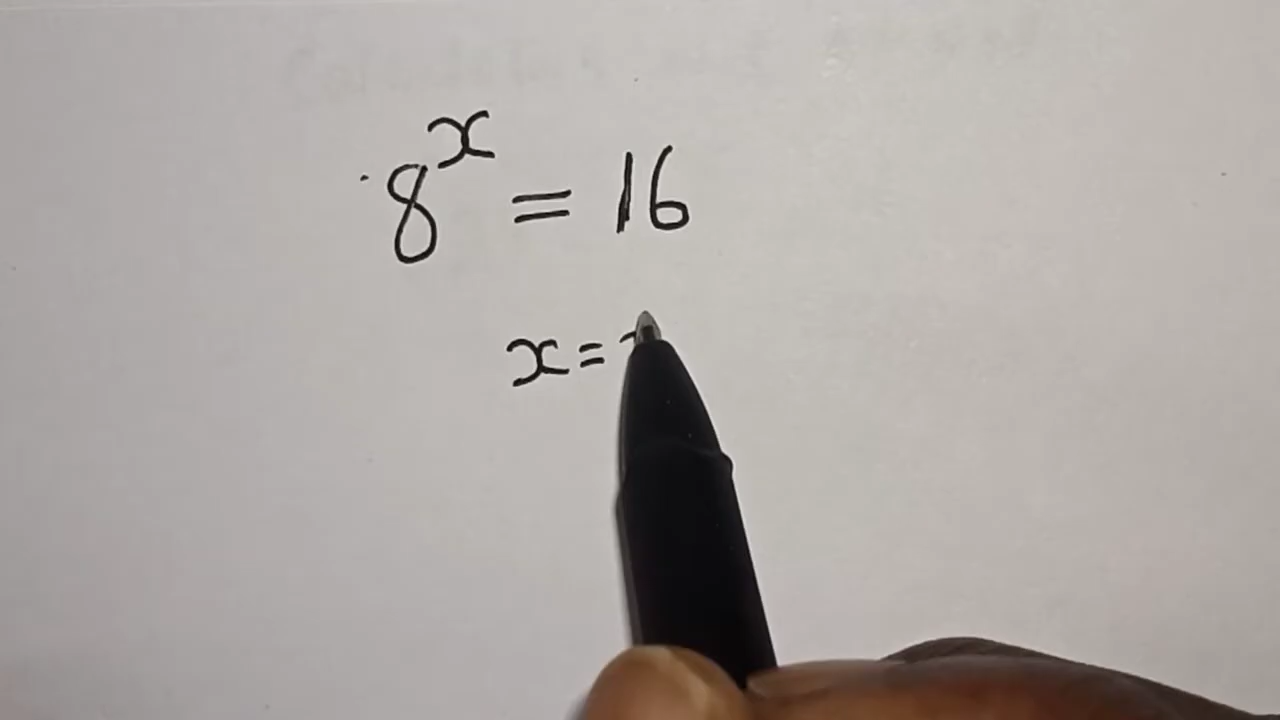 8^x = 16
x =